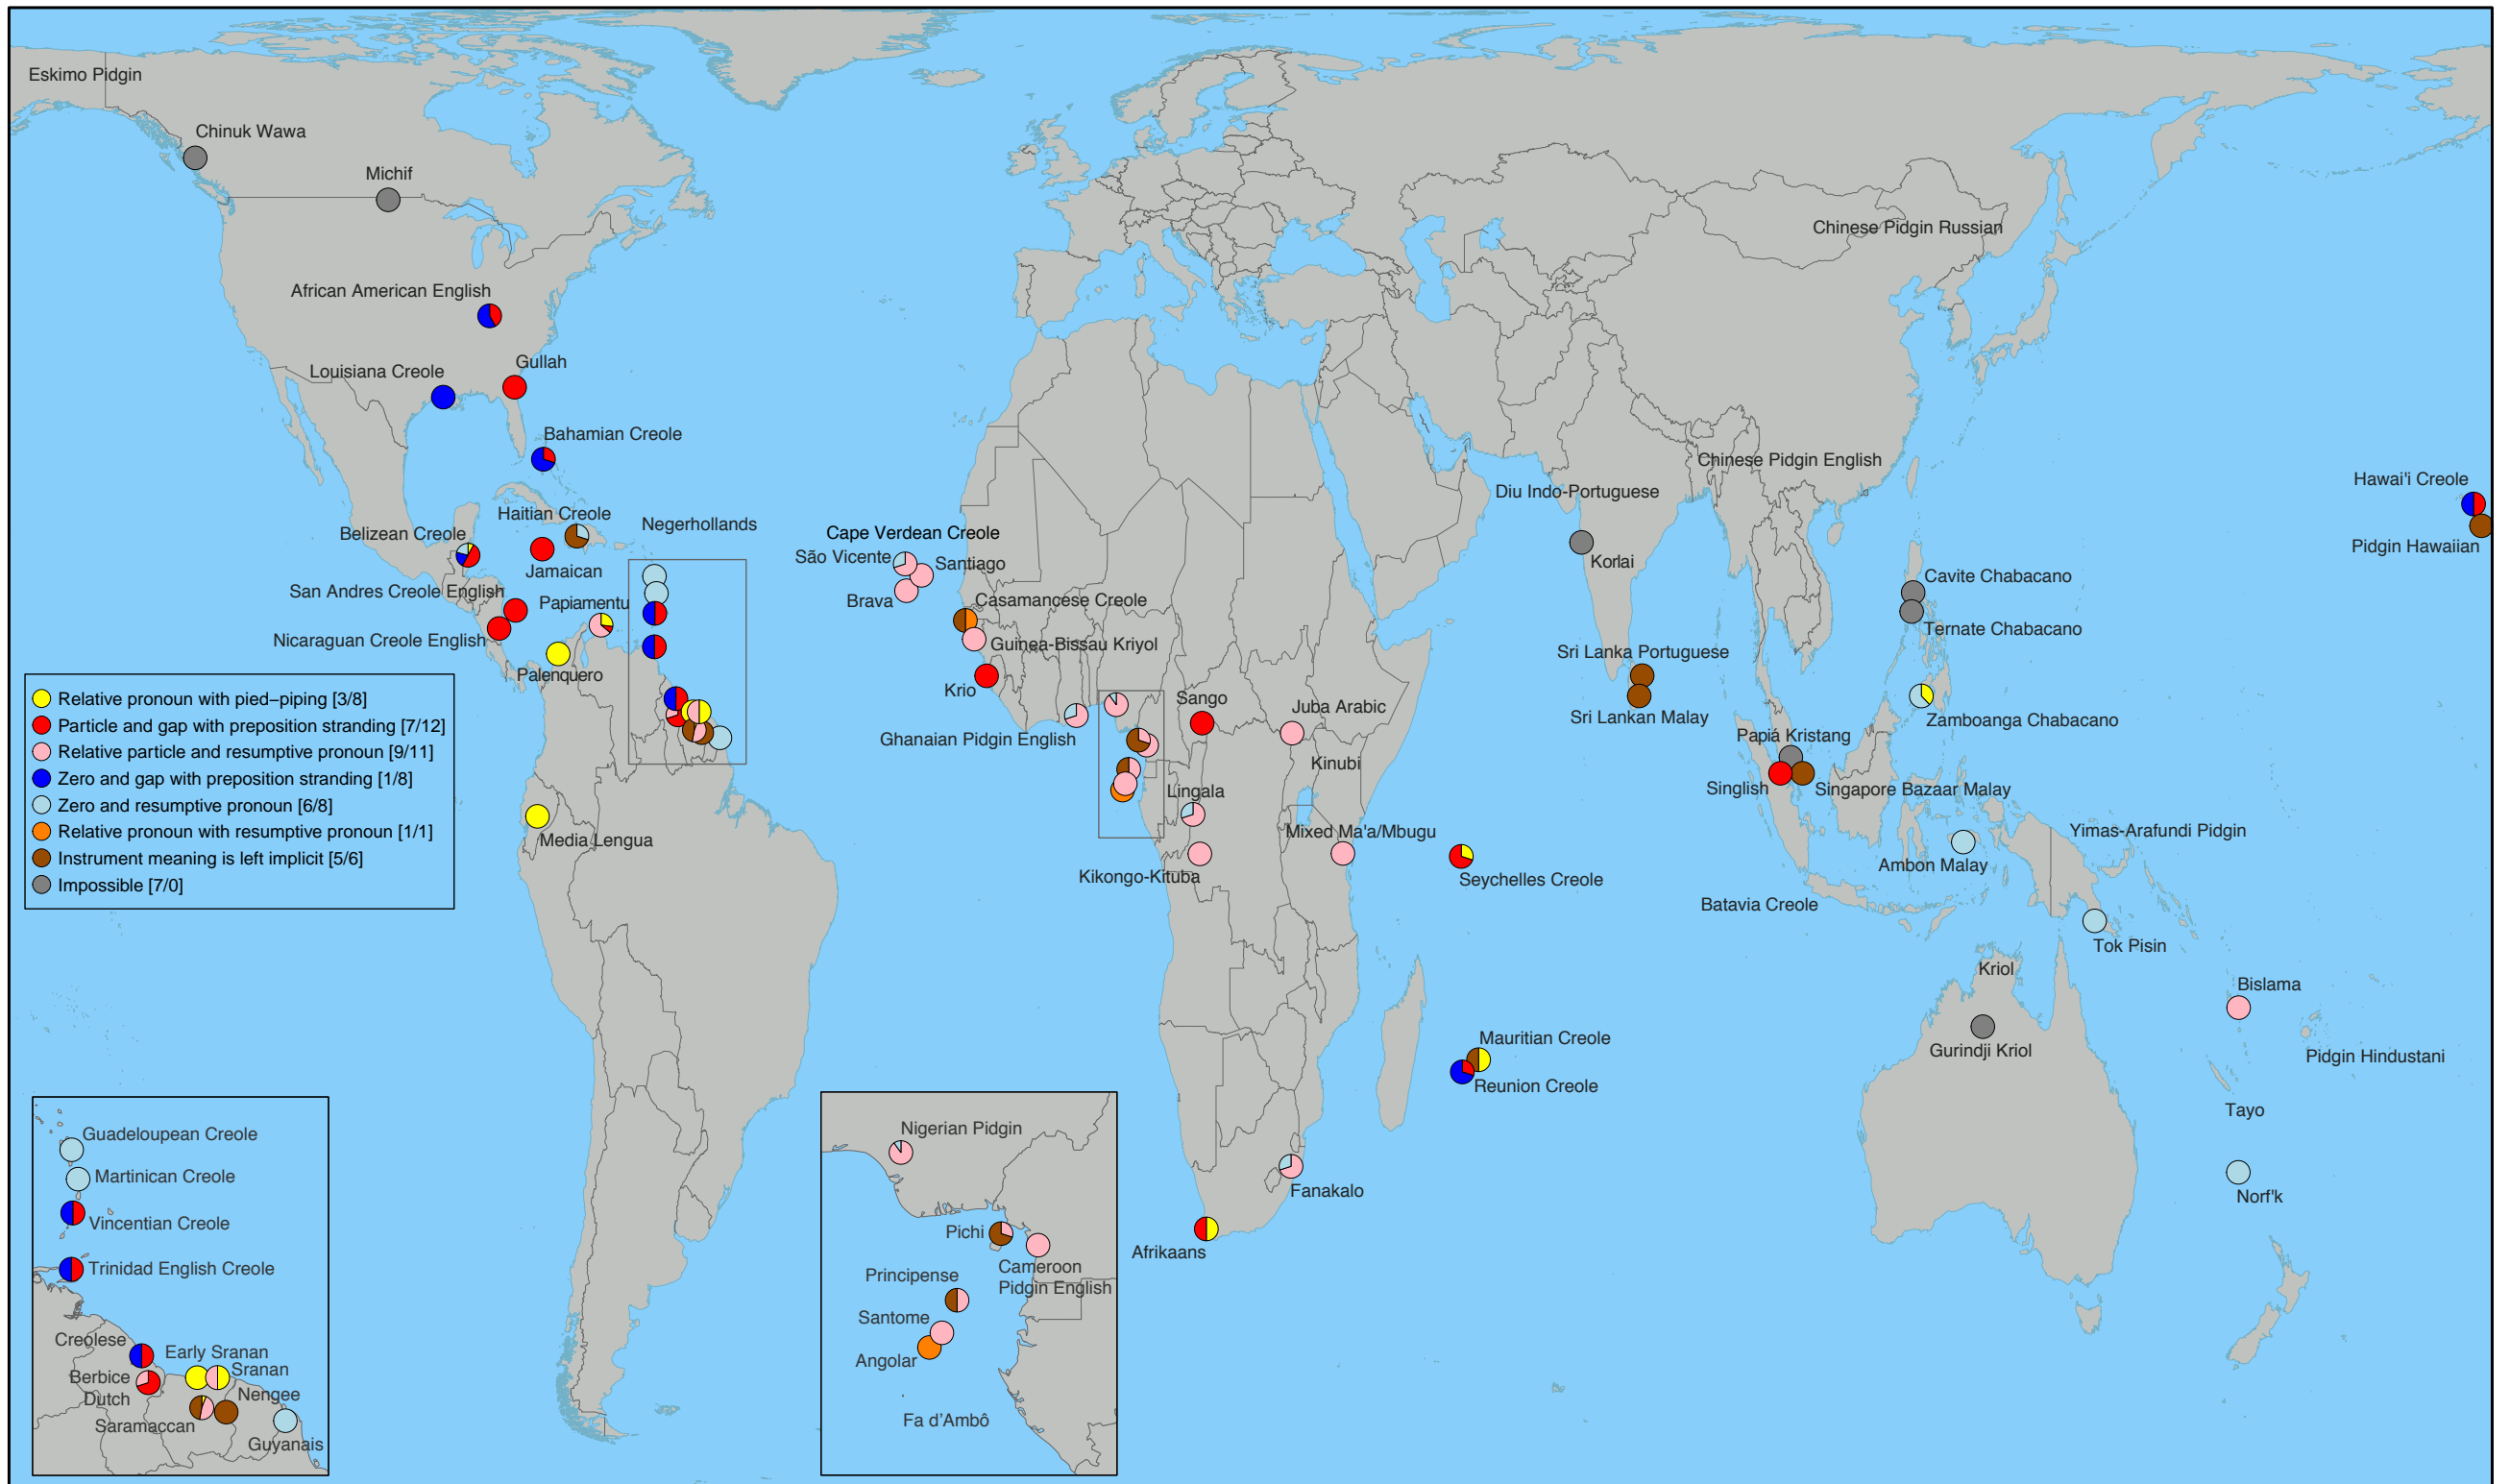 Eskimo Pidgin
Chinuk Wawa
Michif
Chinese Pidgin Russian
African American English
Gullah
Louisiana Creole
Bahamian Creole
Chinese Pidgin English
Hawai'i Creole
Diu Indo-Portuguese
Haitian Creole
Negerhollands
Belizean Creole
Cape Verdean Creole
Pidgin Hawaiian
São Vicente
Santiago
Korlai
Jamaican
Cavite Chabacano
San Andres Creole English
Papiamentu
Brava
Casamancese Creole
Ternate Chabacano
Nicaraguan Creole English
Guinea-Bissau Kriyol
Sri Lanka Portuguese
Palenquero
Krio
Sango
Juba Arabic
Sri Lankan Malay
Zamboanga Chabacano
Ghanaian Pidgin English
Papiá Kristang
Kinubi
Lingala
Singlish
Singapore Bazaar Malay
Media Lengua
Mixed Ma'a/Mbugu
Yimas-Arafundi Pidgin
Ambon Malay
Kikongo-Kituba
Seychelles Creole
Batavia Creole
Tok Pisin
Kriol
Bislama
Mauritian Creole
Gurindji Kriol
Pidgin Hindustani
Reunion Creole
Tayo
Fanakalo
Norf'k
Afrikaans
Relative pronoun with pied−piping [3/8]
Particle and gap with preposition stranding [7/12]
Relative particle and resumptive pronoun [9/11]
Zero and gap with preposition stranding [1/8]
Zero and resumptive pronoun [6/8]
Relative pronoun with resumptive pronoun [1/1]
Instrument meaning is left implicit [5/6]
Impossible [7/0]
Guadeloupean Creole
Martinican Creole
Vincentian Creole
Trinidad English Creole
Creolese
Early Sranan
Sranan
Berbice
Dutch
Nengee
Saramaccan
Guyanais
Nigerian Pidgin
Pichi
Cameroon
Pidgin English
Principense
Santome
Angolar
Fa d’Ambô